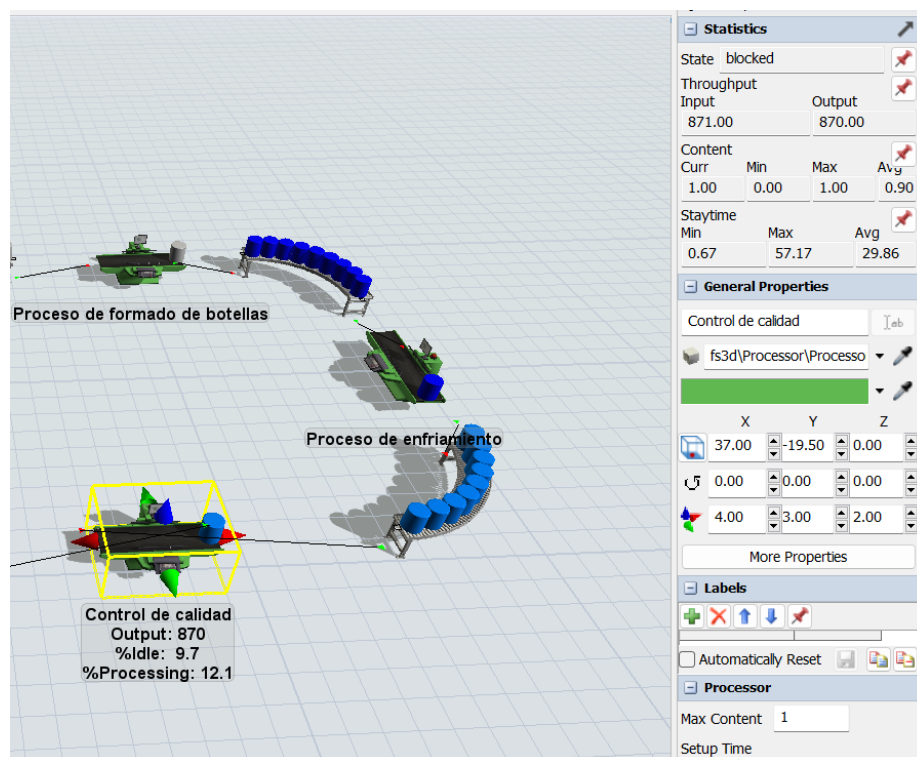 Statistics
State blocked
Throughput
Input Output
871.00 870.00
Content
Curr Min Max Avg
1.00 0.00 1.00 0.90
Staytime
Min Max Avg
0.67 57.17 29.86
General Properties
Control de calidad
fs3d\Processor\Processo
X Y Z
37.00 -19.50 0.00
0.00 0.00 0.00
4.00 3.00 2.00
More Properties
Labels
Automatically Reset
Processor
Max Content 1
Setup Time
Proceso de formado de botellas
Proceso de enfriamiento
Control de calidad
Output: 870
%Idle: 9.7
%Processing: 12.1